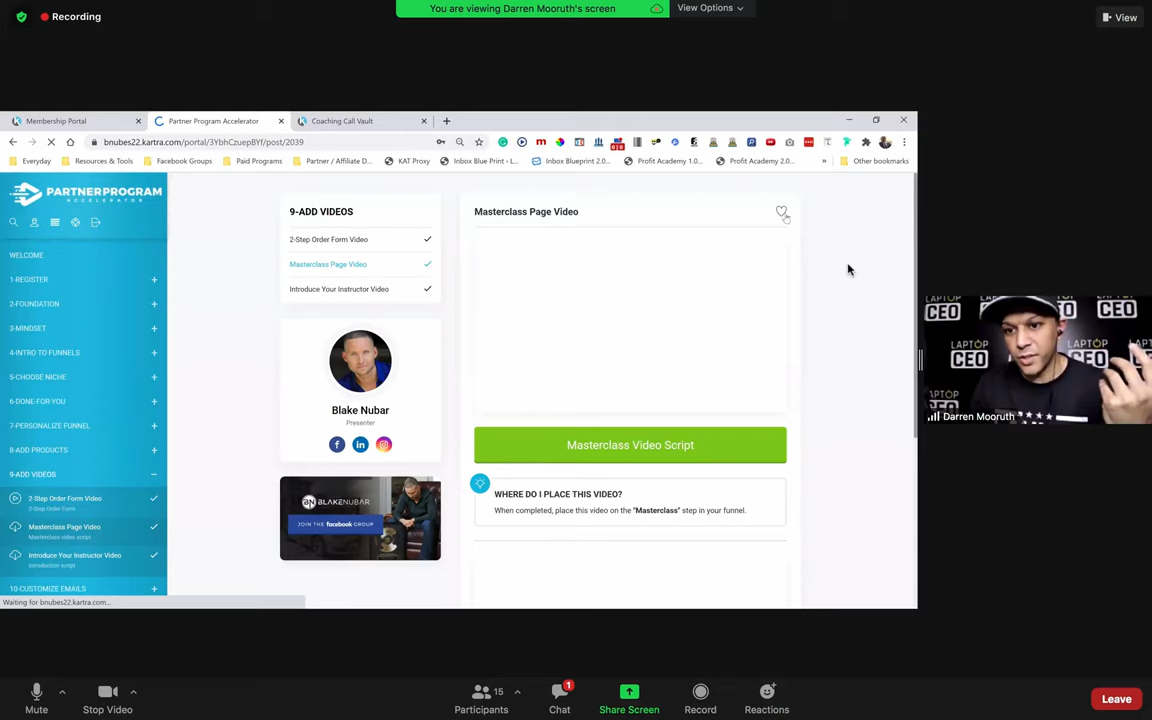 Recording
You are viewing Darren Mooruth's screen
View Options
View
Membership Portal
Partner Program Accelerator
Coaching Call Vault
bnubes22.kartra.com/portal/3YbhCzuepBYf/post/2039
Everyday
Resources & Tools
Facebook Groups
Paid Programs
Partner / Affiliate D...
KAT Proxy
Inbox Blue Print - L...
Inbox Blueprint 2.0...
Profit Academy 1.0...
Profit Academy 2.0...
Other bookmarks
PARTNERPROGRAM
ACCELERATOR
WELCOME
1-REGISTER
2-FOUNDATION
3-MINDSET
4-INTRO TO FUNNELS
5-CHOOSE NICHE
6-DONE-FOR-YOU
7-PERSONALIZE FUNNEL
8-ADD PRODUCTS
9-ADD VIDEOS
2-Step Order Form Video
2-Step Order Form
Masterclass Page Video
Masterclass video script
Introduce Your Instructor Video
Introduction script
10-CUSTOMIZE EMAILS
Waiting for bnubes22.kartra.com...
9-ADD VIDEOS
2-Step Order Form Video
Masterclass Page Video
Introduce Your Instructor Video
Blake Nubar
Presenter
BN BLAKENUBAR
JOIN THE facebook GROUP
Masterclass Page Video
Masterclass Video Script
WHERE DO I PLACE THIS VIDEO?
When completed, place this video on the "Masterclass" step in your funnel.
CEO
CEO
CEO
LAPTOP
CEO
LAPTOP
CEO
Darren Mooruth
Mute
Stop Video
15
Participants
1
Chat
Share Screen
Record
Reactions
Leave